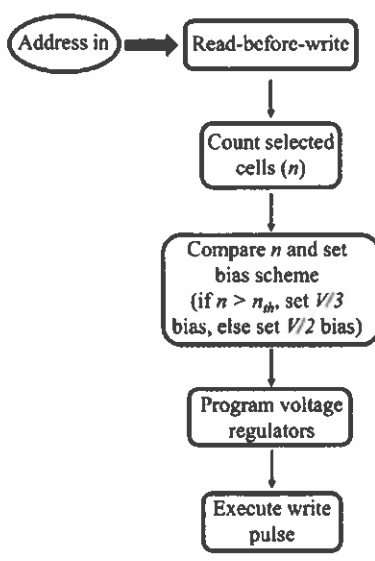 Address in
Read-before-write
Count selected
cells (n)
Compare n and set
bias scheme
(if n > nth, set V/3
bias, else set V/2 bias)
Program voltage
regulators
Execute write
pulse